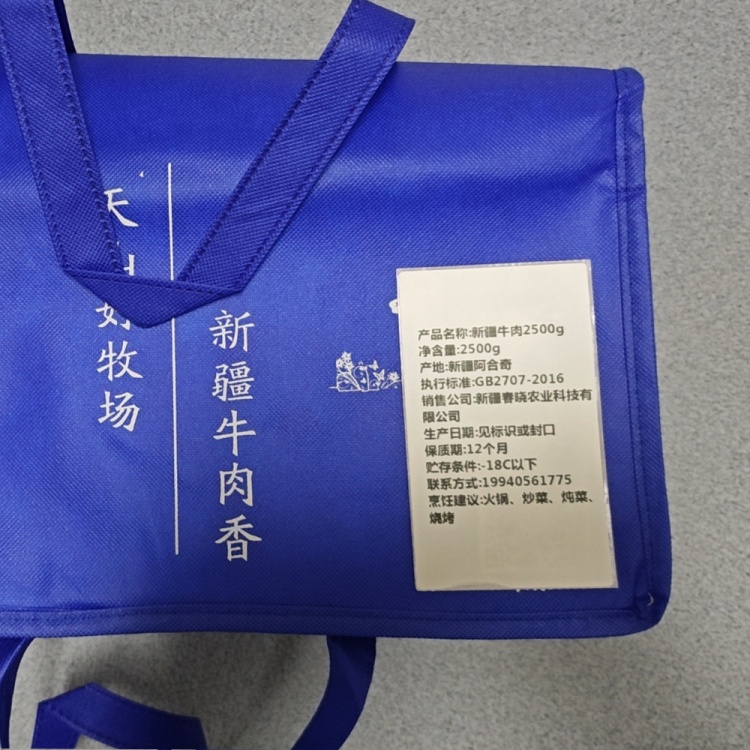 天山好牧场
新疆牛肉香
产品名称:新疆牛肉2500g
净含量:2500g
产地:新疆阿合奇
执行标准:GB2707-2016
销售公司:新疆春晓农业科技有
限公司
生产日期:见标识或封口
保质期:12个月
贮存条件:-18C以下
联系方式:19940561775
烹饪建议:火锅、炒菜、炖菜、
烧烤